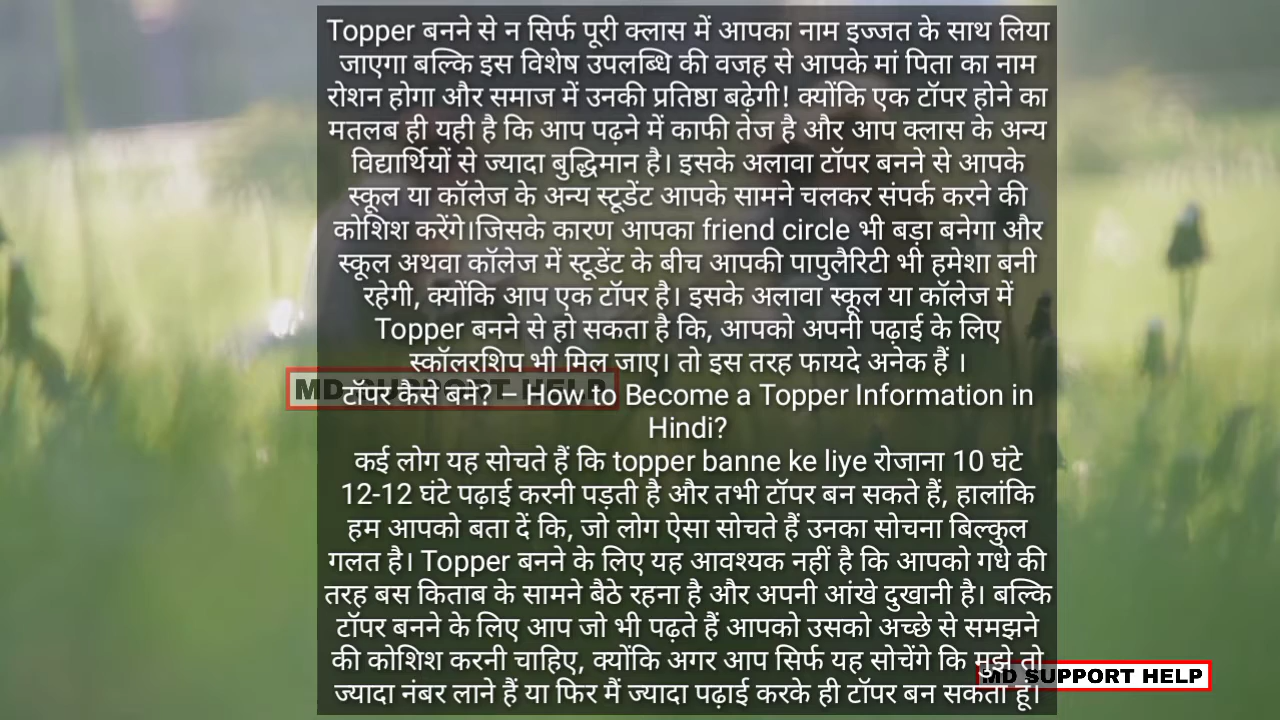 Topper बनने से न सिर्फ पूरी क्लास में आपका नाम इज्जत के साथ लिया
जाएगा बल्कि इस विशेष उपलब्धि की वजह से आपके मां पिता का नाम
रोशन होगा और समाज में उनकी प्रतिष्ठा बढ़ेगी! क्योंकि एक टॉपर होने का
मतलब ही यही है कि आप पढ़ने में काफी तेज है और आप क्लास के अन्य
विद्यार्थियों से ज्यादा बुद्धिमान है। इसके अलावा टॉपर बनने से आपके
स्कूल या कॉलेज के अन्य स्टूडेंट आपके सामने चलकर संपर्क करने की
कोशिश करेंगे।जिसके कारण आपका friend circle भी बड़ा बनेगा और
स्कूल अथवा कॉलेज में स्टूडेंट के बीच आपकी पापुलैरिटी भी हमेशा बनी
रहेगी, क्योंकि आप एक टॉपर है। इसके अलावा स्कूल या कॉलेज में
Topper बनने से हो सकता है कि, आपको अपनी पढ़ाई के लिए
स्कॉलरशिप भी मिल जाए। तो इस तरह फायदे अनेक हैं ।
MD SUPPORT HELP
टॉपर कैसे बने? – How to Become a Topper Information in
Hindi?
कई लोग यह सोचते हैं कि topper banne ke liye रोजाना 10 घंटे
12-12 घंटे पढ़ाई करनी पड़ती है और तभी टॉपर बन सकते हैं, हालांकि
हम आपको बता दें कि, जो लोग ऐसा सोचते हैं उनका सोचना बिल्कुल
गलत है। Topper बनने के लिए यह आवश्यक नहीं है कि आपको गधे की
तरह बस किताब के सामने बैठे रहना है और अपनी आंखे दुखानी है। बल्कि
टॉपर बनने के लिए आप जो भी पढ़ते हैं आपको उसको अच्छे से समझने
की कोशिश करनी चाहिए, क्योंकि अगर आप सिर्फ यह सोचेंगे कि मुझे तो
ज्यादा नंबर लाने हैं या फिर मैं ज्यादा पढ़ाई करके ही टॉपर बन सकता हूं।
MD SUPPORT HELP